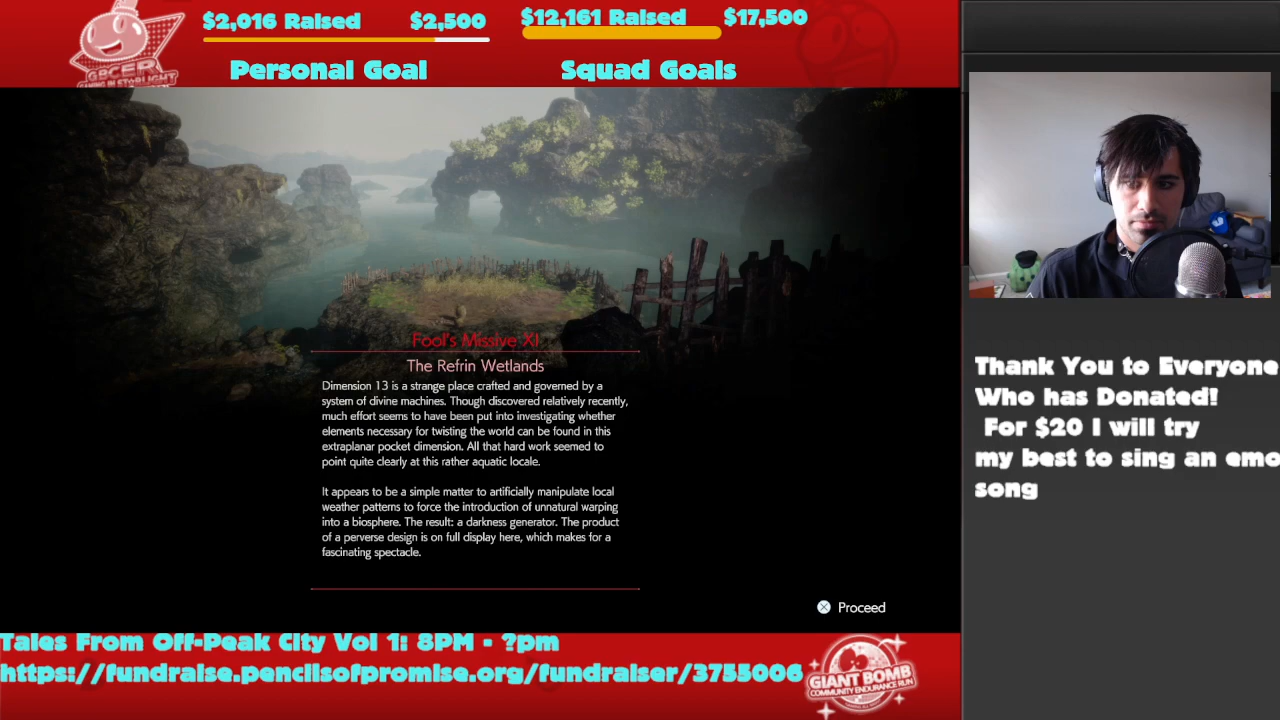 $2,016 Raised $2,500
$12,161 Raised $17,500
Personal Goal
Squad Goals
GBCER
GAMING IN STARLIGHT
Fool's Missive XI
The Refrin Wetlands
Dimension 13 is a strange place crafted and governed by a
system of divine machines. Though discovered relatively recently,
much effort seems to have been put into investigating whether
elements necessary for twisting the world can be found in this
extraplanar pocket dimension. All that hard work seemed to
point quite clearly at this rather aquatic locale.
It appears to be a simple matter to artificially manipulate local
weather patterns to force the introduction of unnatural warping
into a biosphere. The result: a darkness generator. The product
of a perverse design is on full display here, which makes for a
fascinating spectacle.
Proceed
Thank You to Everyone
Who has Donated!
For $20 I will try
my best to sing an emo
song
Tales From Off-Peak City Vol 1: 8PM - ?pm
https://fundraise.pencilsofpromise.org/fundraiser/3755006
GIANT BOMB
COMMUNITY ENDURANCE RUN